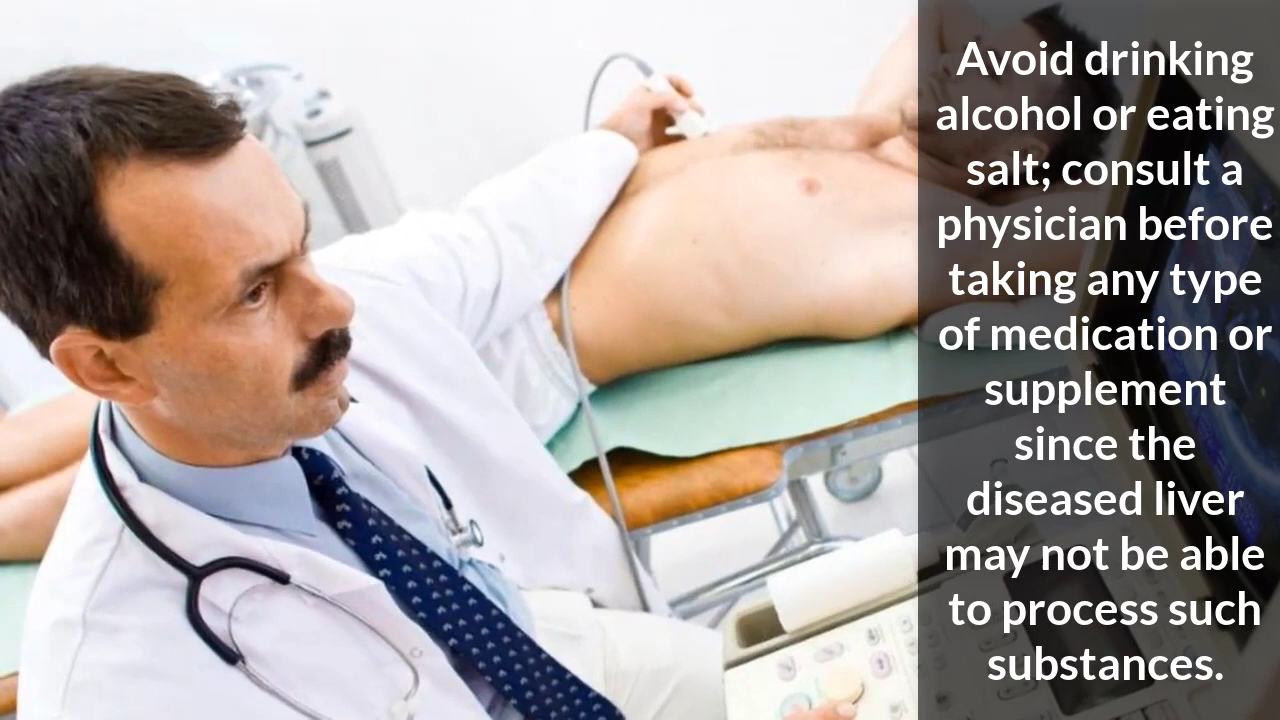 Avoid drinking
alcohol or eating
salt; consult a
physician before
taking any type
of medication or
supplement
since the
diseased liver
may not be able
to process such
substances.